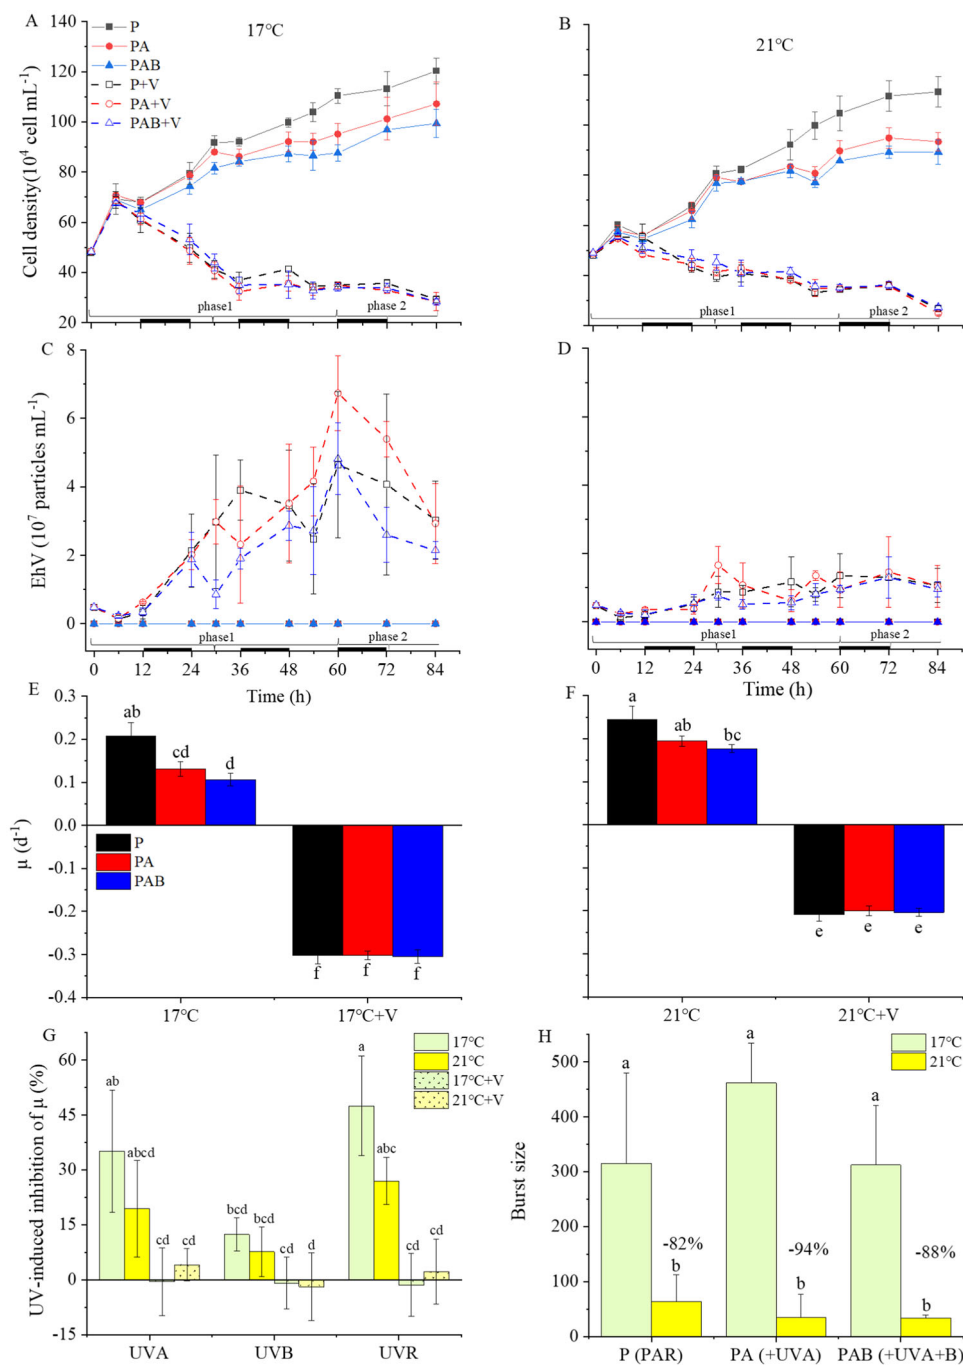 A
17°C
P
PA
PAB
P+V
PA+V
PAB+V
Cell density(10⁴ cell mL⁻¹)
140
120
100
80
60
40
20
phase1
phase 2
B
21°C
phase1
phase 2
C
EhV (10⁷ particles mL⁻¹)
8
6
4
2
0
phase1
phase 2
0 12 24 36 48 60 72 84
Time (h)
D
phase1
phase 2
0 12 24 36 48 60 72 84
E
μ (d⁻¹)
0.3
0.2
0.1
0.0
-0.1
-0.2
-0.3
-0.4
ab
cd
d
P
PA
PAB
f f f
17°C 17°C+V
F
a
ab
bc
e e e
21°C 21°C+V
G
UV-induced inhibition of μ (%)
60
45
30
15
0
-15
17°C
21°C
17°C+V
21°C+V
ab
abcd
cd cd
bcd
bcd
cd d
a
abc
cd cd
UVA UVB UVR
H
Burst size
500
400
300
200
100
0
17°C
21°C
a
-82%
b
a
-94%
b
a
-88%
b
P (PAR) PA (+UVA) PAB (+UVA+B)